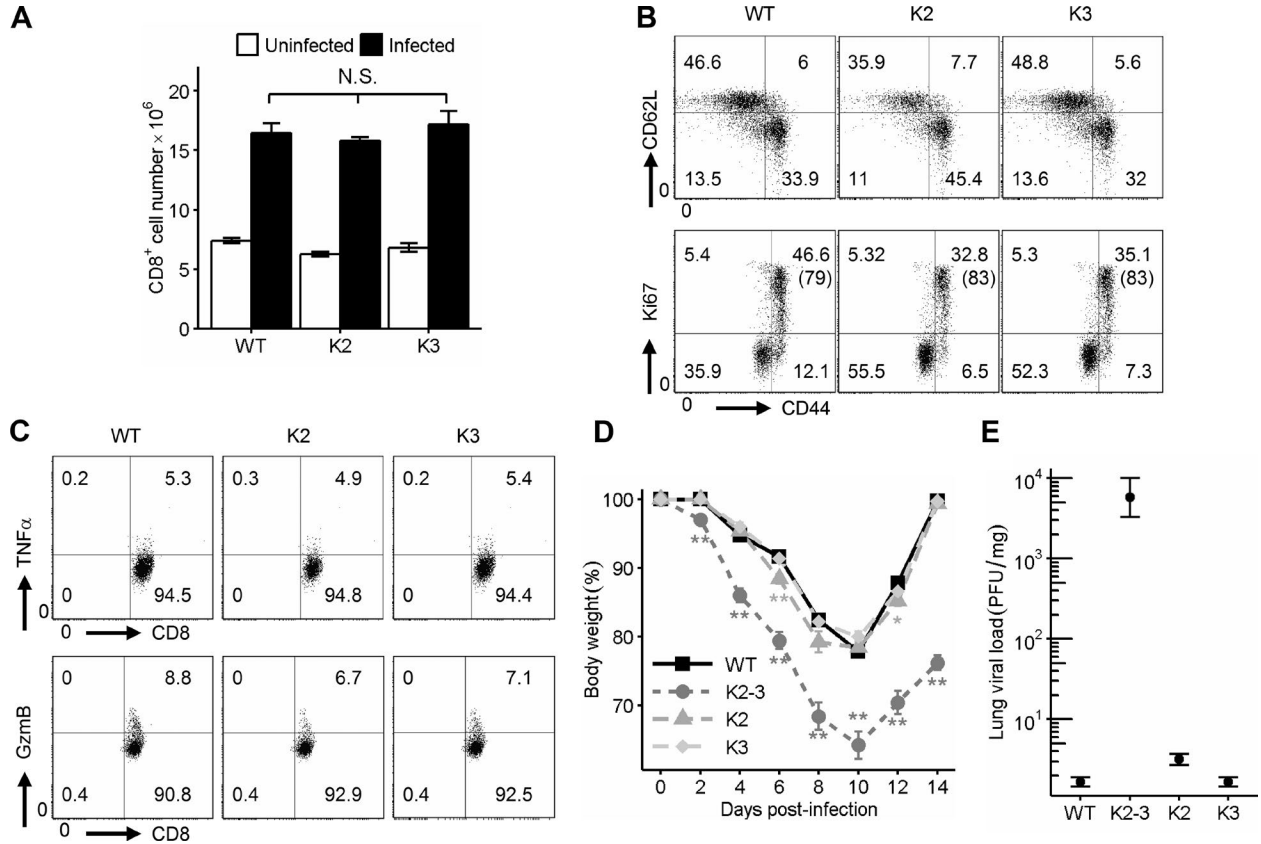 A
Uninfected Infected
N.S.
CD8+ cell number × 10^6
20
15
10
5
0
WT K2 K3
B
WT K2 K3
CD62L
46.6 6 35.9 7.7 48.8 5.6
13.5 33.9 11 45.4 13.6 32
0
0
Ki67
5.4 46.6 5.32 32.8 5.3 35.1
(79) (83) (83)
35.9 12.1 55.5 6.5 52.3 7.3
0
0 CD44
C
WT K2 K3
TNFα
0.2 5.3 0.3 4.9 0.2 5.4
0 94.5 0 94.8 0 94.4
0
0 CD8
GzmB
0 8.8 0 6.7 0 7.1
0.4 90.8 0.4 92.9 0.4 92.5
0
0 CD8
D
Body weight (%)
100
90
80
70
** ** ** ** ** ** ** ** **
*
WT
K2-3
K2
K3
0 2 4 6 8 10 12 14
Days post-infection
E
Lung viral load (PFU/mg)
10^4
10^3
10^2
10^1
WT K2-3 K2 K3